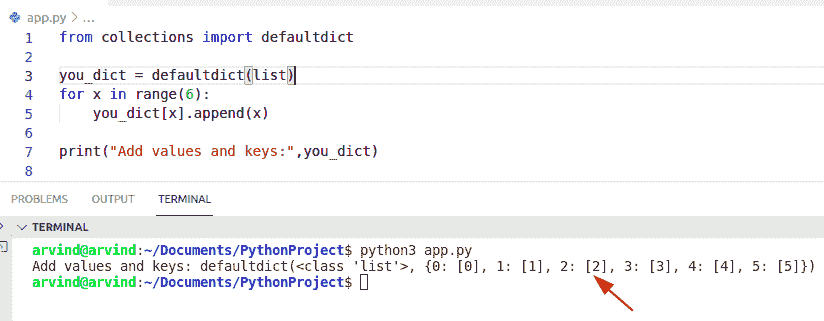 app.py > ...
1 from collections import defaultdict
2
3 you_dict = defaultdict(list)
4 for x in range(6):
5     you_dict[x].append(x)
6
7 print("Add values and keys:",you_dict)
8
PROBLEMS OUTPUT TERMINAL
TERMINAL
arvind@arvind:~/Documents/PythonProject$ python3 app.py
Add values and keys: defaultdict(<class 'list'>, {0: [0], 1: [1], 2: [2], 3: [3], 4: [4], 5: [5]})
arvind@arvind:~/Documents/PythonProject$